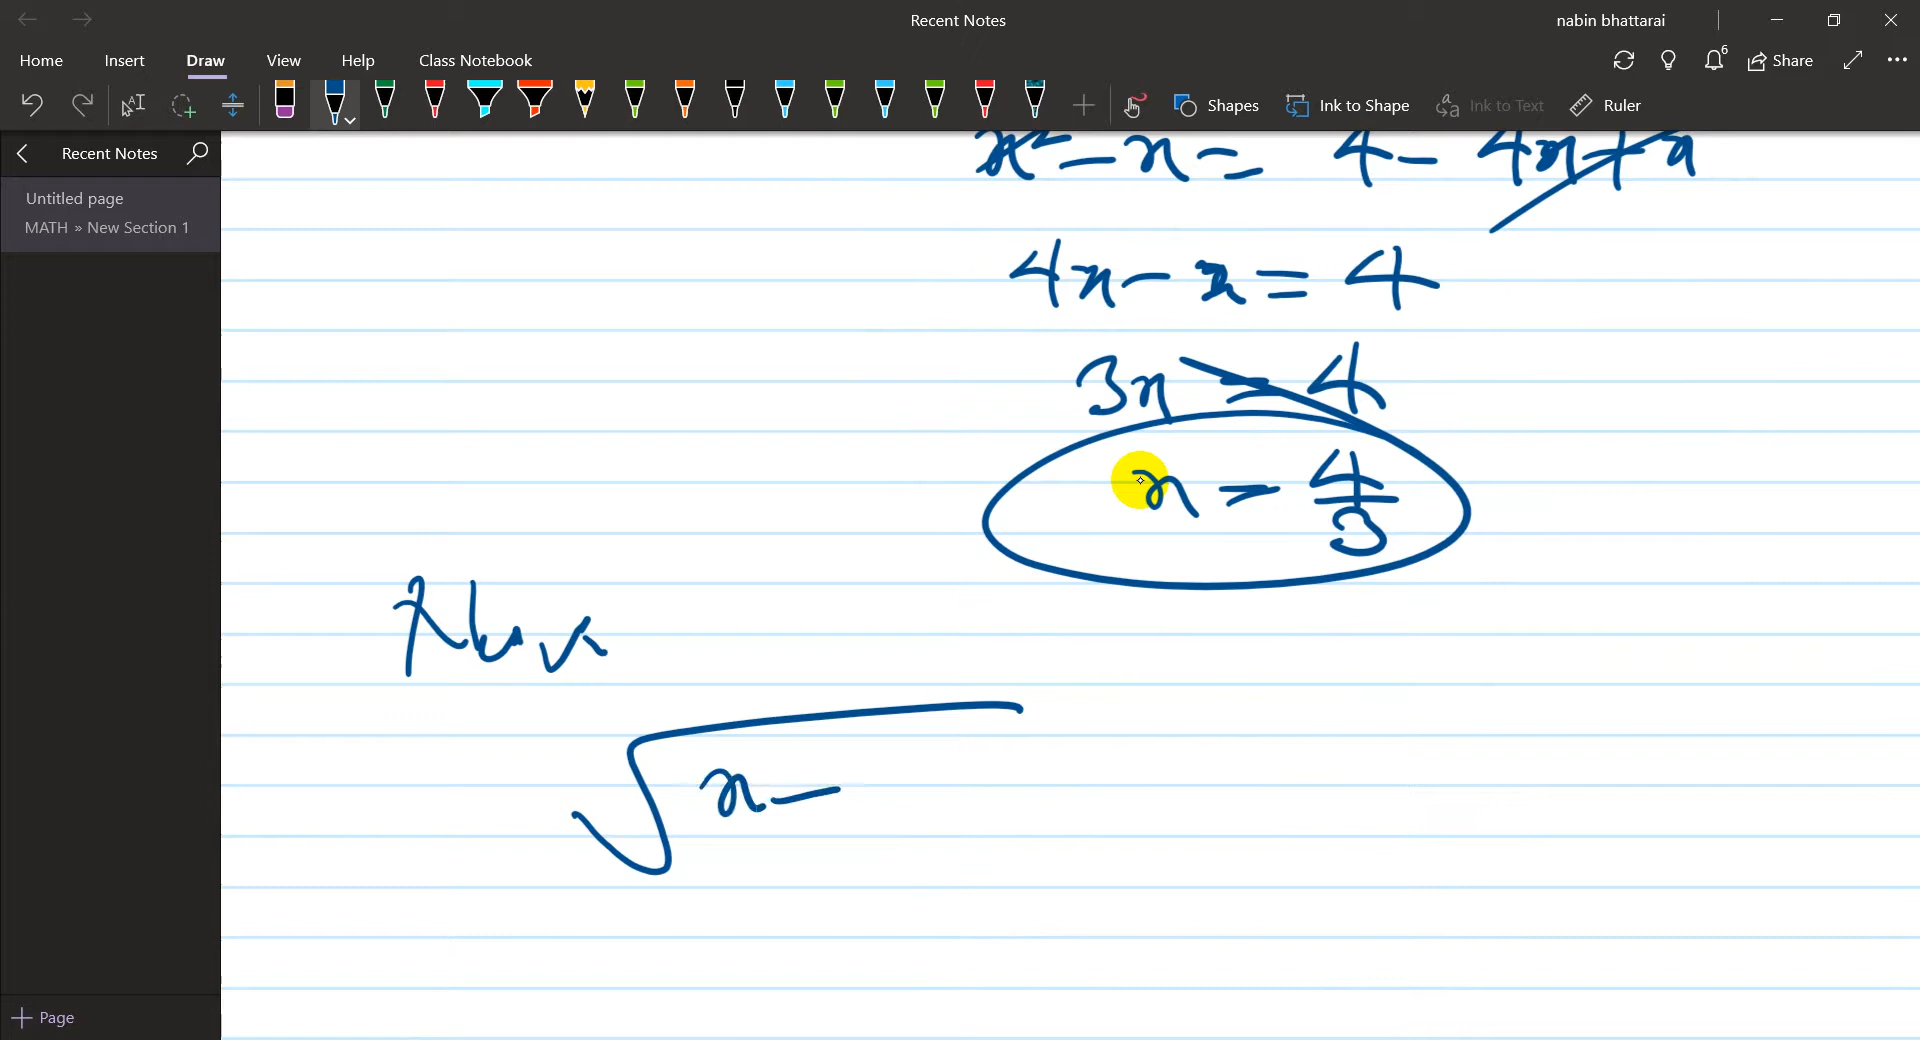 Recent Notes
nabin bhattarai
Home Insert Draw View Help Class Notebook
6
Share
Shapes
Ink to Shape
Ink to Text
Ruler
Recent Notes
Untitled page
MATH » New Section 1
x² - x = 4 - 4x + x
4x - x = 4
3x = 4
x = 4/3
Now
√x -
Page